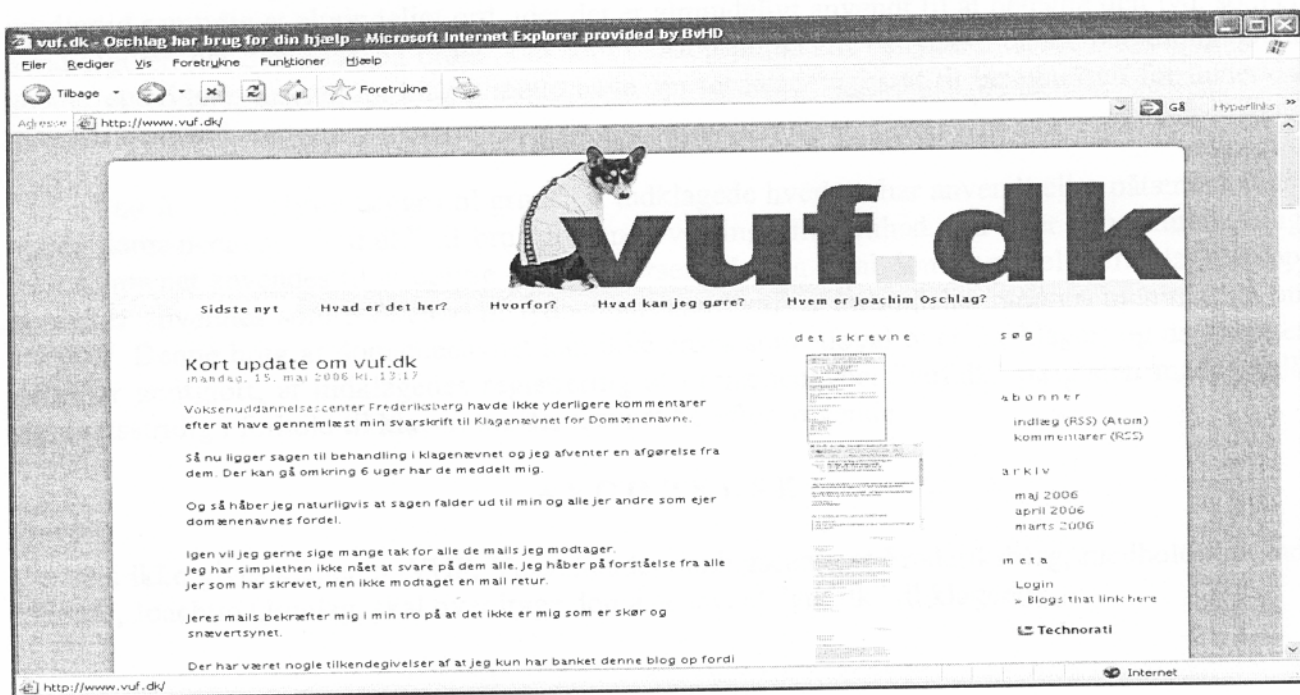 vuf.dk - Oschlag har brug for din hjælp - Microsoft Internet Explorer provided by BvHD
Filer Rediger Vis Foretrukne Funktioner Hjælp
Tilbage Foretrukne
Adresse http://www.vuf.dk/ Gå Hyperlinks »
vuf.dk
Sidste nyt Hvad er det her? Hvorfor? Hvad kan jeg gøre? Hvem er Joachim Oschlag?
Kort update om vuf.dk
mandag, 15. maj 2006 kl. 13.17
Voksenuddannelsescenter Frederiksberg havde ikke yderligere kommentarer
efter at have gennemlæst min svarskrift til Klagenævnet for Domænenavne.
Så nu ligger sagen til behandling i klagenævnet og jeg afventer en afgørelse fra
dem. Der kan gå omkring 6 uger har de meddelt mig.
Og så håber jeg naturligvis at sagen falder ud til min og alle jer andre som ejer
domænenavnes fordel.
Igen vil jeg gerne sige mange tak for alle de mails jeg modtager.
Jeg har simplethen ikke nået at svare på dem alle. Jeg håber på forståelse fra alle
jer som har skrevet, men ikke modtaget en mail retur.
Jeres mails bekræfter mig i min tro på at det ikke er mig som er skør og
snævertsynet.
Der har været nogle tilkendegivelser af at jeg kun har banket denne blog op fordi
det skrevne
søg
abonner
indlæg (RSS) (Atom)
kommentarer (RSS)
arkiv
maj 2006
april 2006
marts 2006
meta
Login
» Blogs that link here
Technorati
http://www.vuf.dk/ Internet